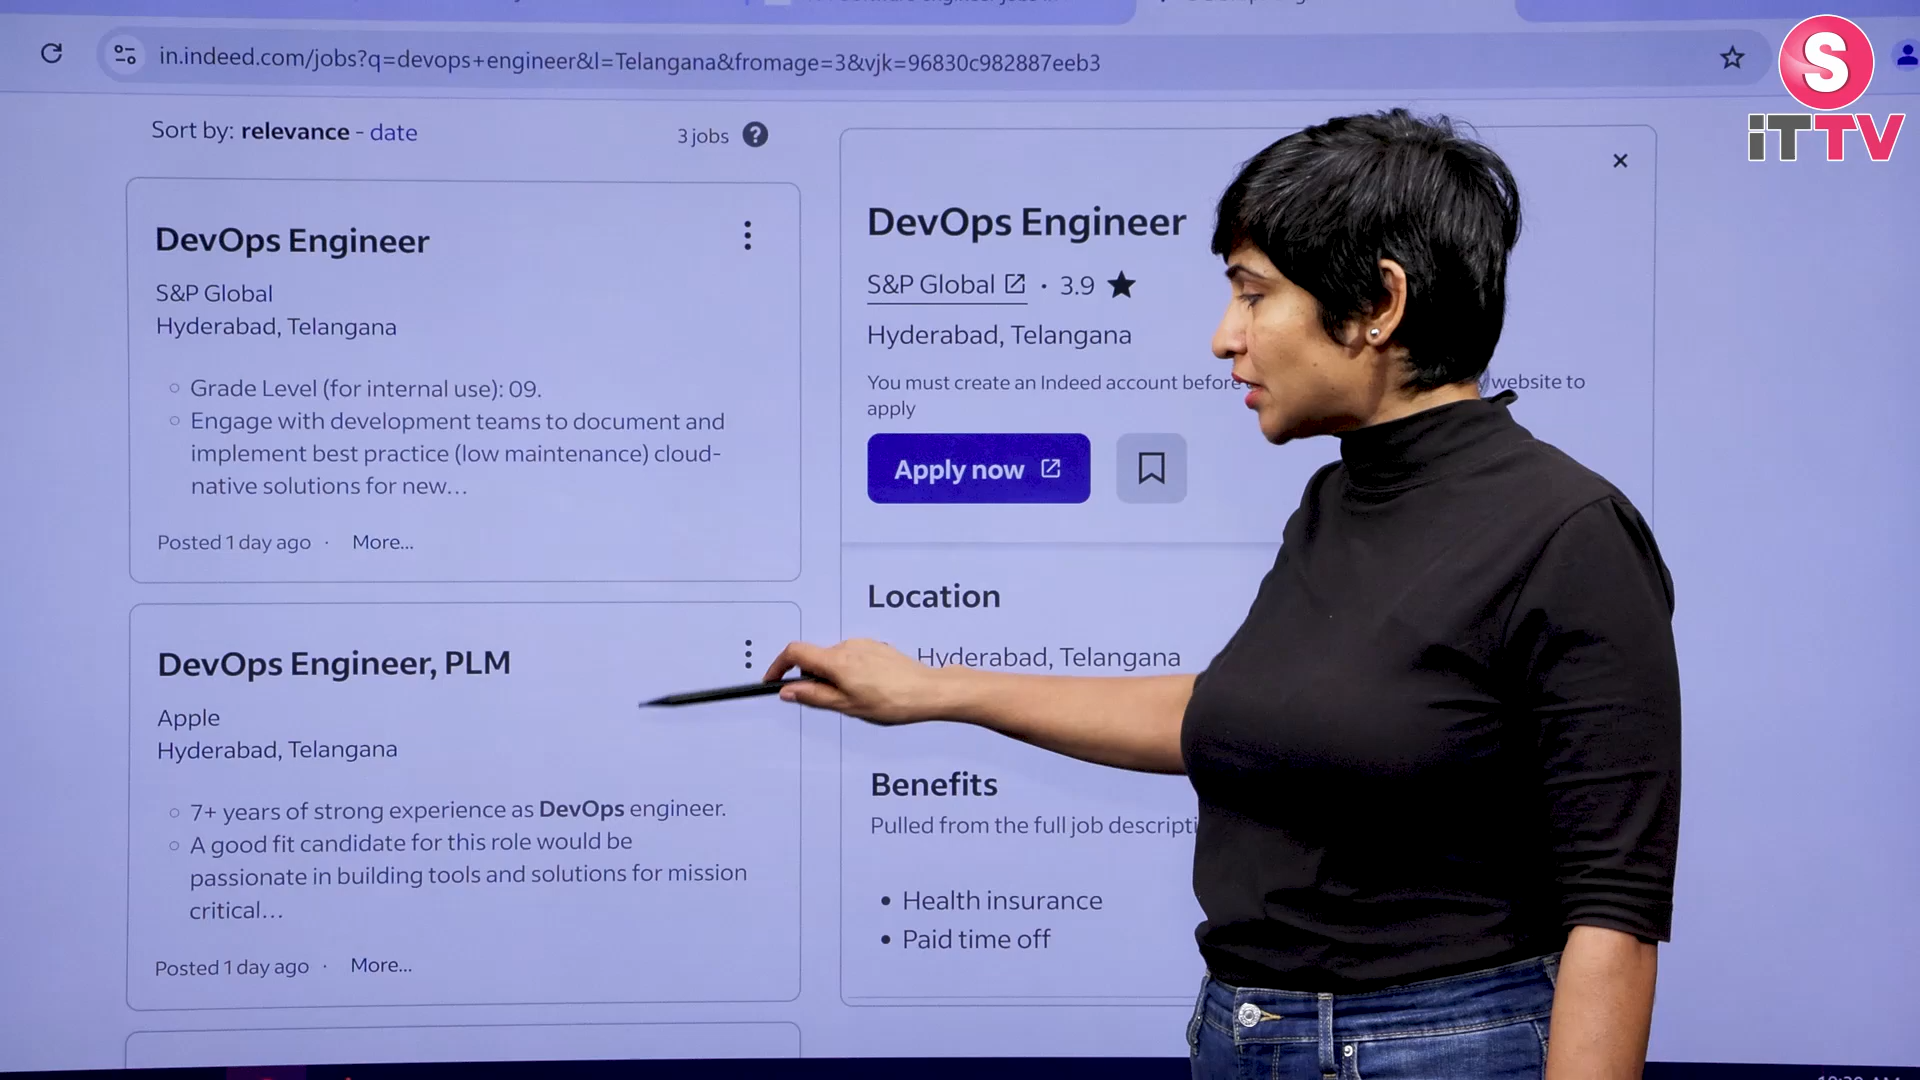 in.indeed.com/jobs?q=devops+engineer&l=Telangana&fromage=3&vjk=96830c982887eeb3
S
iTTV
Sort by: relevance - date
3 jobs ?
DevOps Engineer
S&P Global
Hyderabad, Telangana
Grade Level (for internal use): 09.
Engage with development teams to document and
implement best practice (low maintenance) cloud-
native solutions for new...
Posted 1 day ago · More...
DevOps Engineer, PLM
Apple
Hyderabad, Telangana
7+ years of strong experience as DevOps engineer.
A good fit candidate for this role would be
passionate in building tools and solutions for mission
critical...
Posted 1 day ago · More...
DevOps Engineer
S&P Global · 3.9 ★
Hyderabad, Telangana
You must create an Indeed account before website to
apply
Apply now
Location
Hyderabad, Telangana
Benefits
Pulled from the full job descripti
• Health insurance
• Paid time off